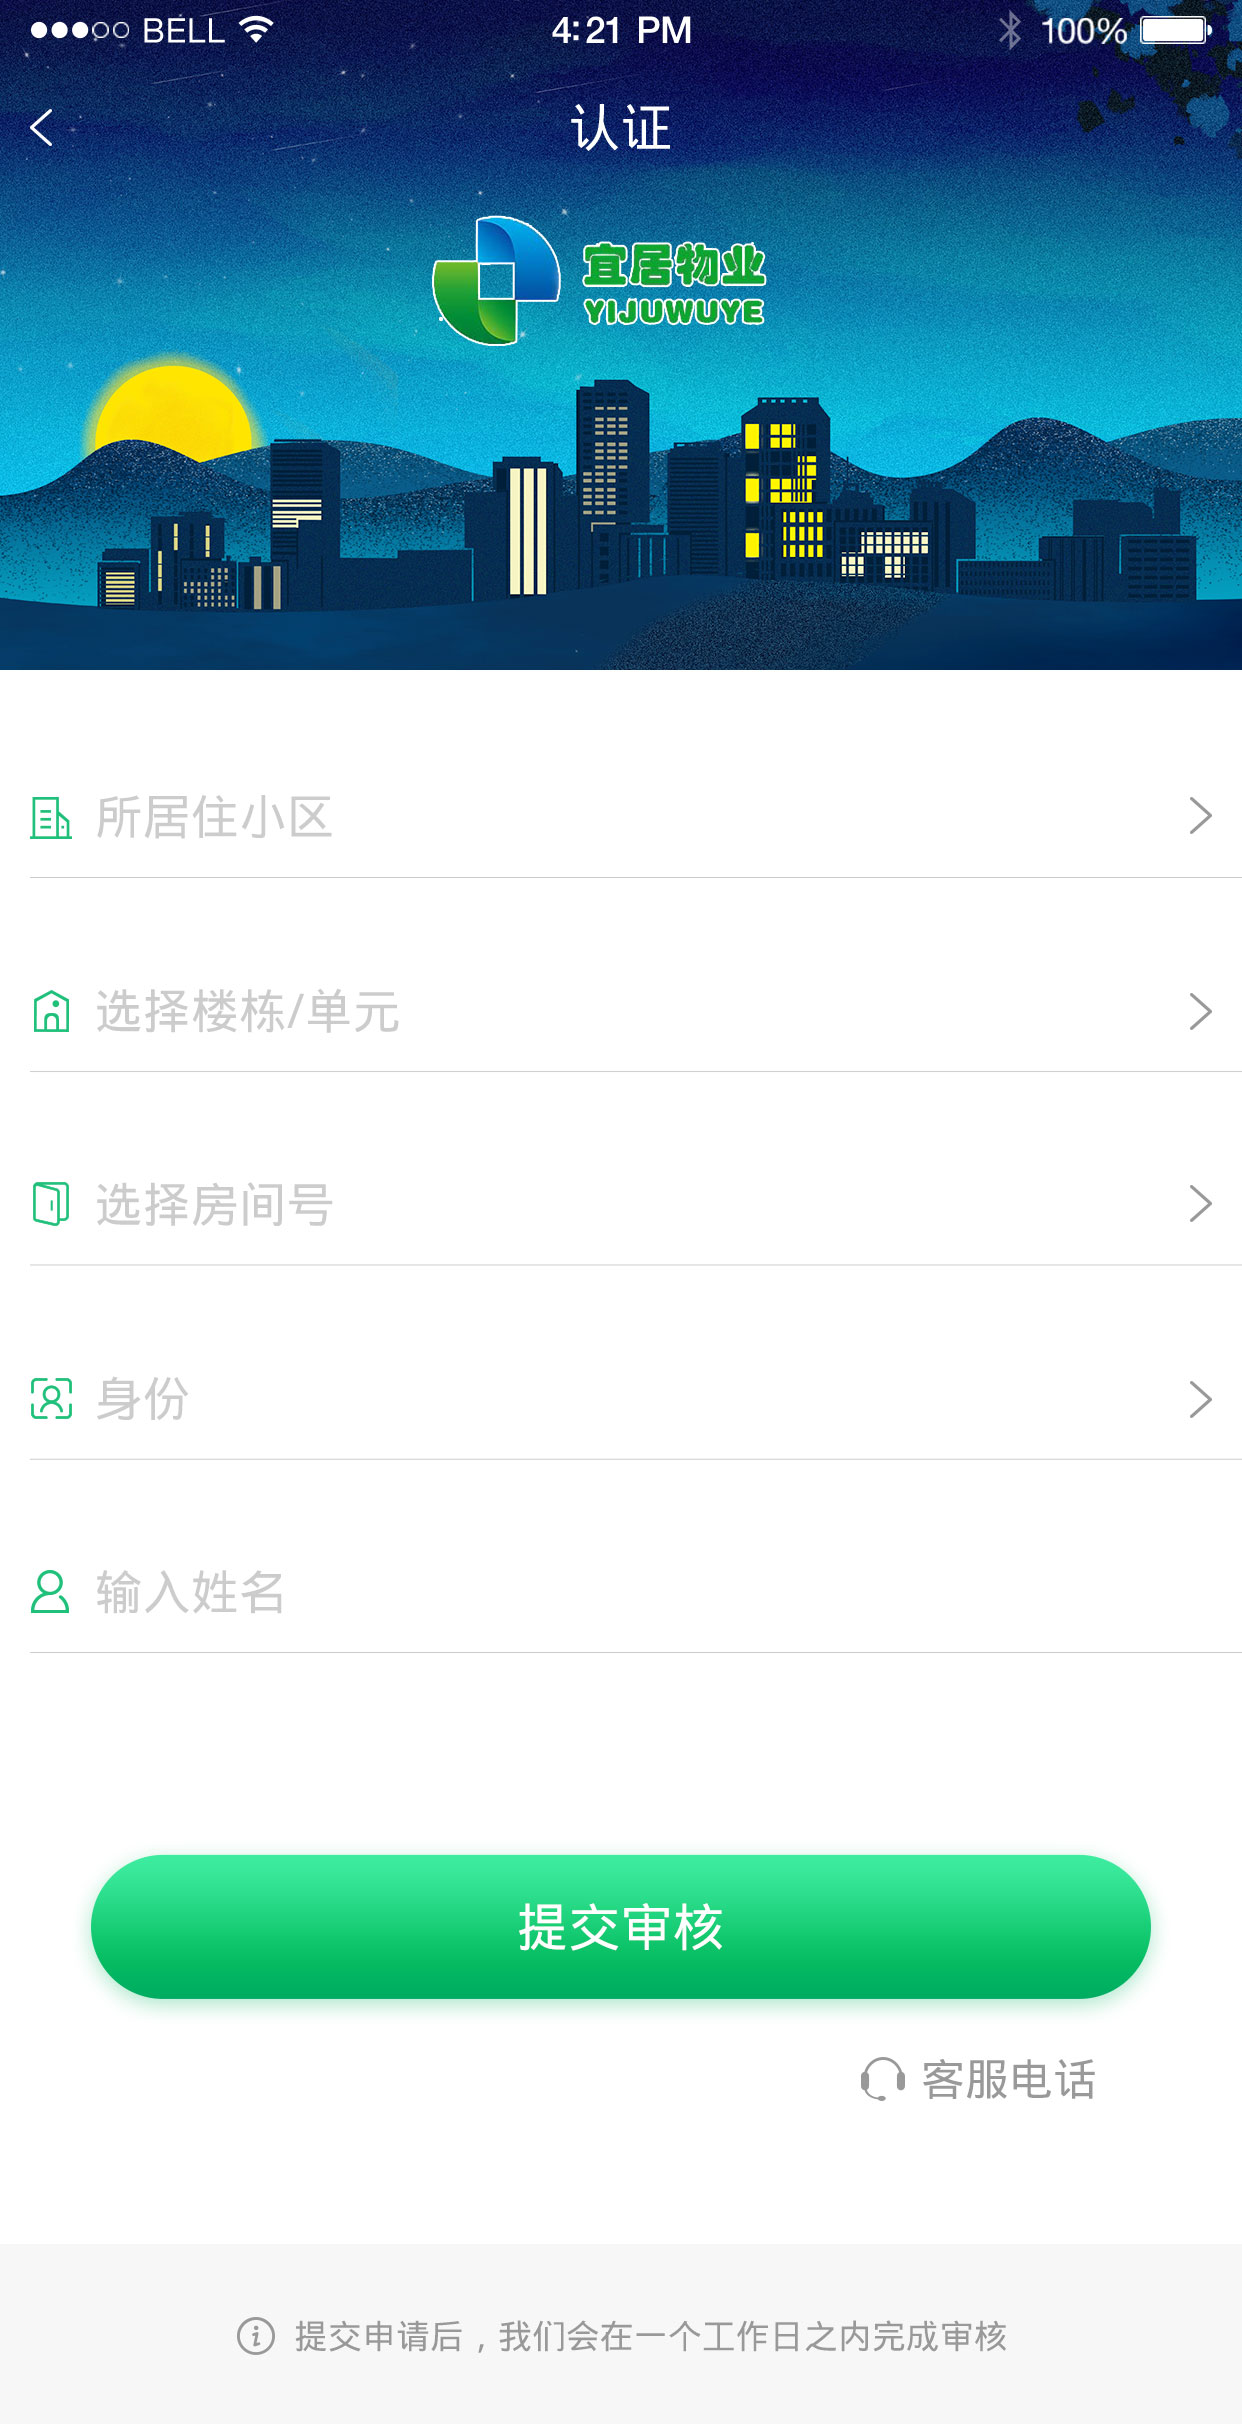 BELL 4:21 PM 100%
认证
宜居物业
YIJUWUYE
所居住小区
选择楼栋/单元
选择房间号
身份
输入姓名
提交审核
客服电话
提交申请后，我们会在一个工作日之内完成审核